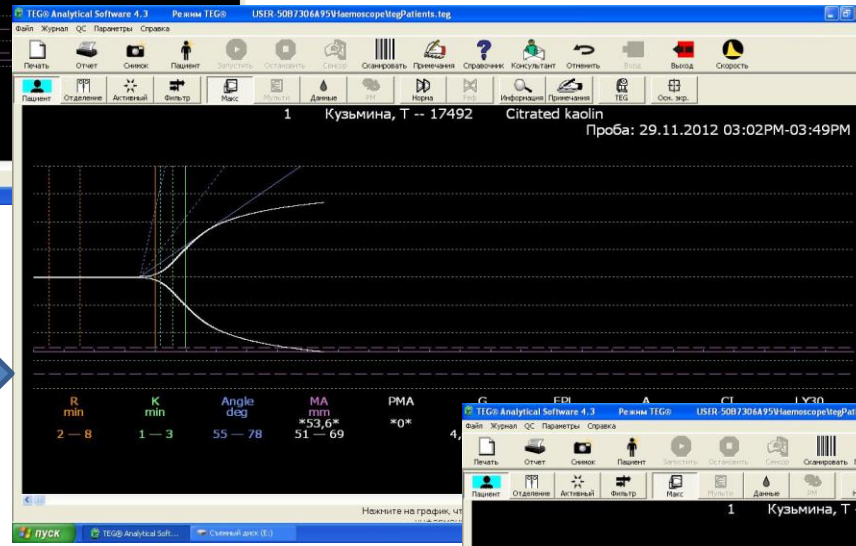 TEG® Analytical Software 4.3 Режим TEG® USER-50B7306A95\Haemoscope\tegPatients.teg
Файл Журнал QC Параметры Справка
Печать Отчет Снимок Пациент Запустить Остановить Сенсор Сканировать Примечания Справочник Консультант Отменить Вход Выход Скорость
Пациент Отделение Активный Фильтр Макс Мульти Данные PM Норма Информация Примечания TEG Осн. экр.
1 Кузьмина, Т -- 17492 Citrated kaolin
Проба: 29.11.2012 03:02PM-03:49PM
R K Angle MA PMA G EPL A CI LY30
min min deg mm
*53,6* *0*
2 — 8 1 — 3 55 — 78 51 — 69 4,
Нажмите на график, чт
пуск TEG® Analytical Soft... Съемный диск (E:)
TEG® Analytical Software 4.3 Режим TEG® USER-50B7306A95\Haemoscope\tegPati
Файл Журнал QC Параметры Справка
Печать Отчет Снимок Пациент Запустить Остановить Сенсор Сканировать
Пациент Отделение Активный Фильтр Макс Мульти Данные PM
1 Кузьмина, Т -